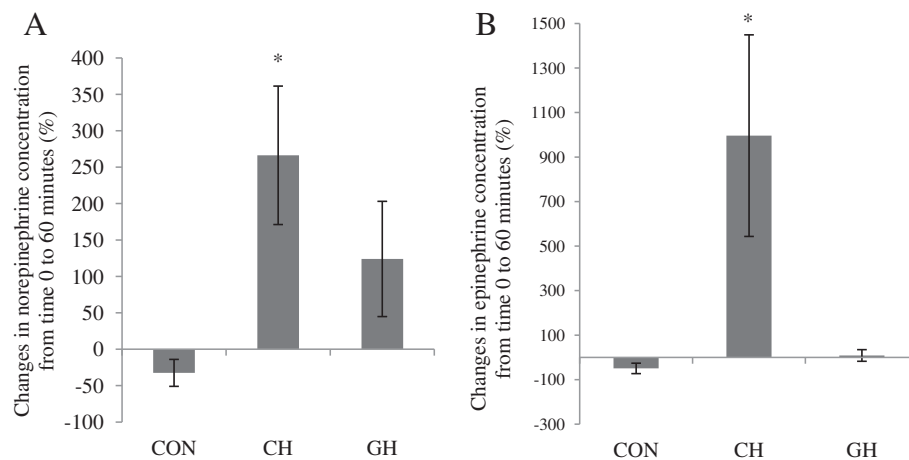 A
Changes in norepinephrine concentration
from time 0 to 60 minutes (%)
400
350
300
250
200
150
100
50
0
-50
-100
*
CON CH GH
B
Changes in epinephrine concentration
from time 0 to 60 minutes (%)
1500
1300
1100
900
700
500
300
100
-100
-300
*
CON CH GH